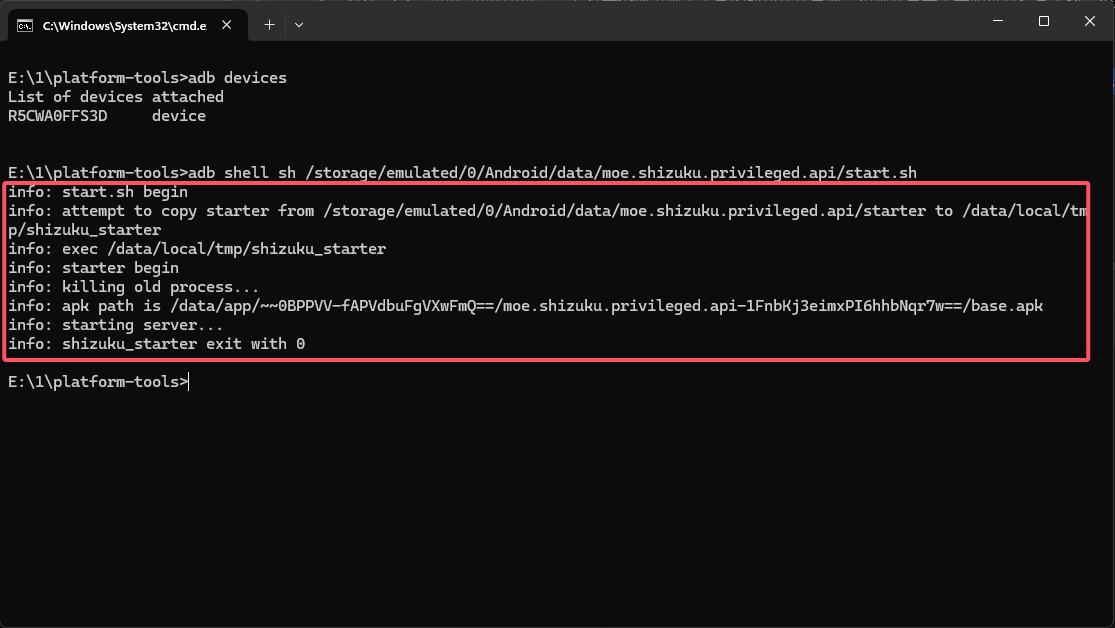 C:\Windows\System32\cmd.e
E:\1\platform-tools>adb devices
List of devices attached
R5CWA0FFS3D     device
E:\1\platform-tools>adb shell sh /storage/emulated/0/Android/data/moe.shizuku.privileged.api/start.sh
info: start.sh begin
info: attempt to copy starter from /storage/emulated/0/Android/data/moe.shizuku.privileged.api/starter to /data/local/tm
p/shizuku_starter
info: exec /data/local/tmp/shizuku_starter
info: starter begin
info: killing old process...
info: apk path is /data/app/~~0BPPVV-fAPVdbuFgVXwFmQ==/moe.shizuku.privileged.api-1FnbKj3eimxPI6hhbNqr7w==/base.apk
info: starting server...
info: shizuku_starter exit with 0
E:\1\platform-tools>